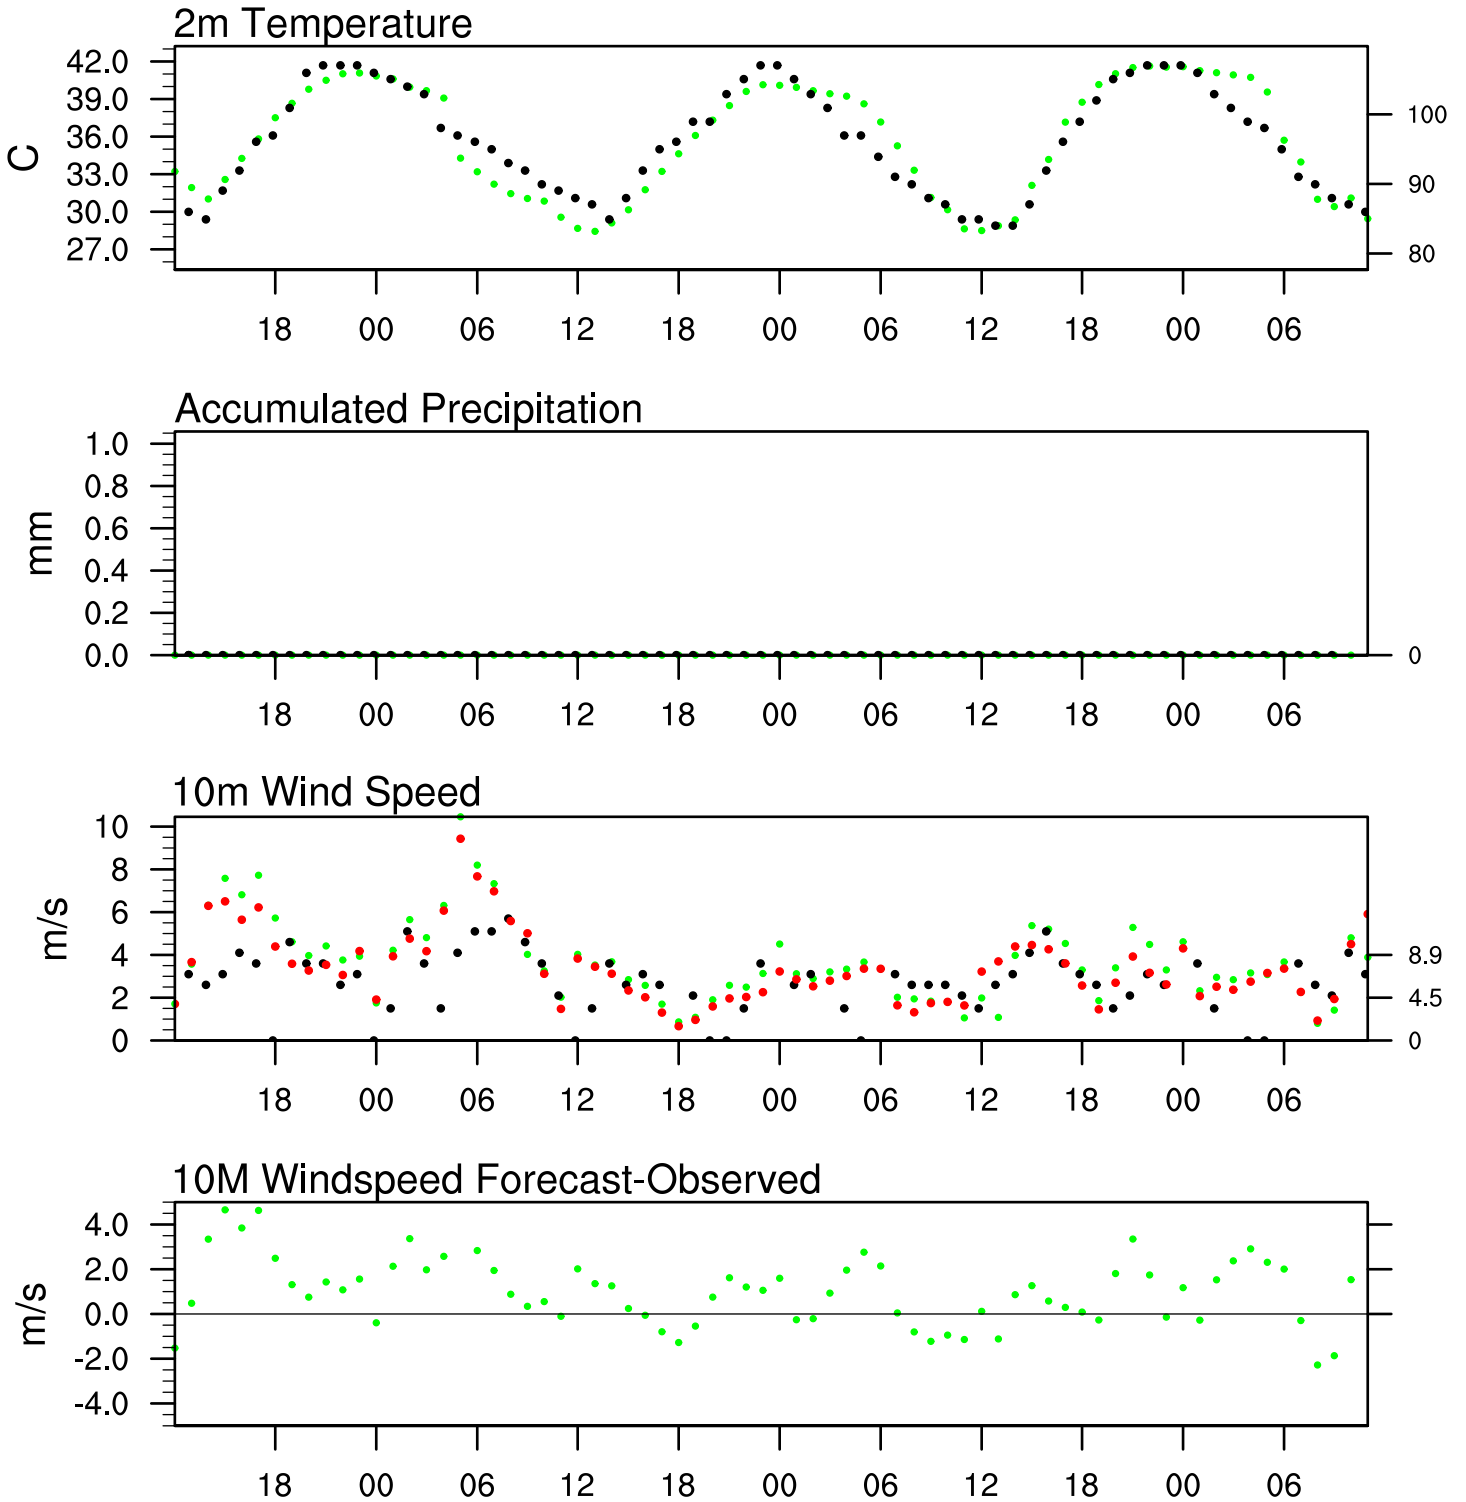 2m Temperature
C
42.0
39.0
36.0
33.0
30.0
27.0
100
90
80
18 00 06 12 18 00 06 12 18 00 06
Accumulated Precipitation
mm
1.0
0.8
0.6
0.4
0.2
0.0
0
18 00 06 12 18 00 06 12 18 00 06
10m Wind Speed
m/s
10
8
6
4
2
0
8.9
4.5
0
18 00 06 12 18 00 06 12 18 00 06
10M Windspeed Forecast-Observed
m/s
4.0
2.0
0.0
-2.0
-4.0
18 00 06 12 18 00 06 12 18 00 06